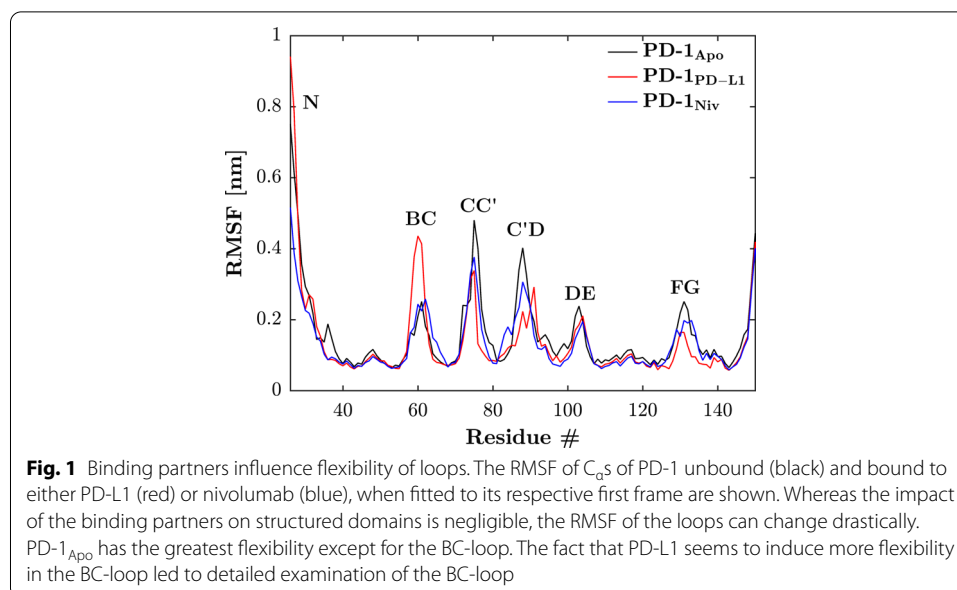 1
PD-1Apo
PD-1PD−L1
PD-1Niv
0.8
N
0.6
RMSF [nm]
CC'
BC
C'D
0.4
DE
FG
0.2
0
40 60 80 100 120 140
Residue #
Fig. 1 Binding partners influence flexibility of loops. The RMSF of Cαs of PD-1 unbound (black) and bound to
either PD-L1 (red) or nivolumab (blue), when fitted to its respective first frame are shown. Whereas the impact
of the binding partners on structured domains is negligible, the RMSF of the loops can change drastically.
PD-1Apo has the greatest flexibility except for the BC-loop. The fact that PD-L1 seems to induce more flexibility
in the BC-loop led to detailed examination of the BC-loop